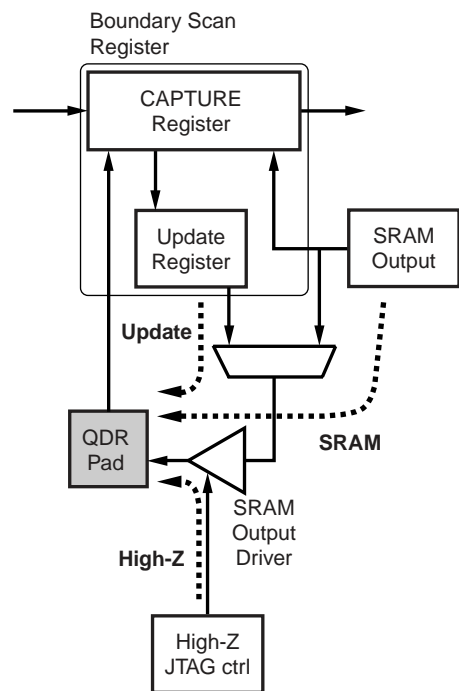 Boundary Scan
Register
CAPTURE
Register
Update
Register
SRAM
Output
Update
SRAM
QDR
Pad
SRAM
Output
Driver
High-Z
High-Z
JTAG ctrl